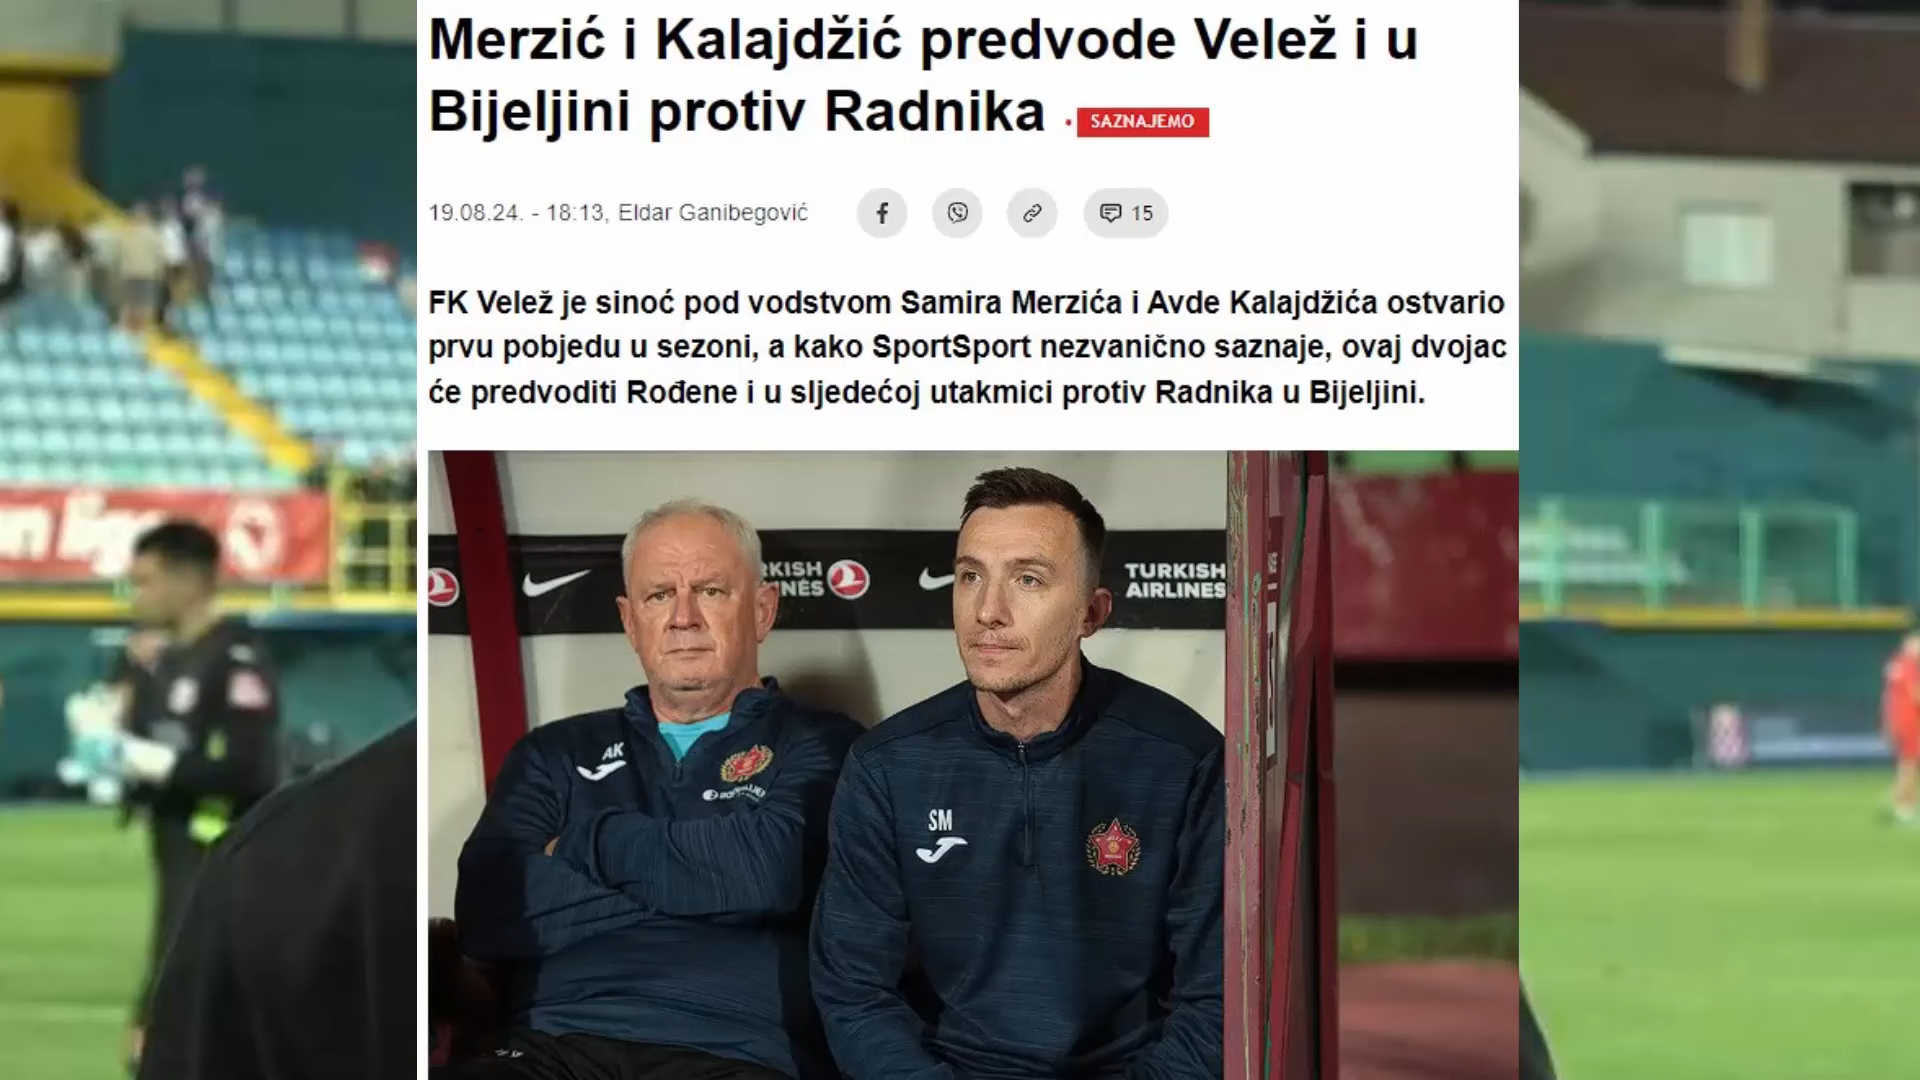 Merzić i Kalajdžić predvode Velež i u
Bijeljini protiv Radnika
SAZNAJEMO
19.08.24. - 18:13, Eldar Ganibegović
15
FK Velež je sinoć pod vodstvom Samira Merzića i Avde Kalajdžića ostvario
prvu pobjedu u sezoni, a kako SportSport nezvanično saznaje, ovaj dvojac
će predvoditi Rođene i u sljedećoj utakmici protiv Radnika u Bijeljini.
RKISH
NES
TURKISH
AIRLINES
AK
SM